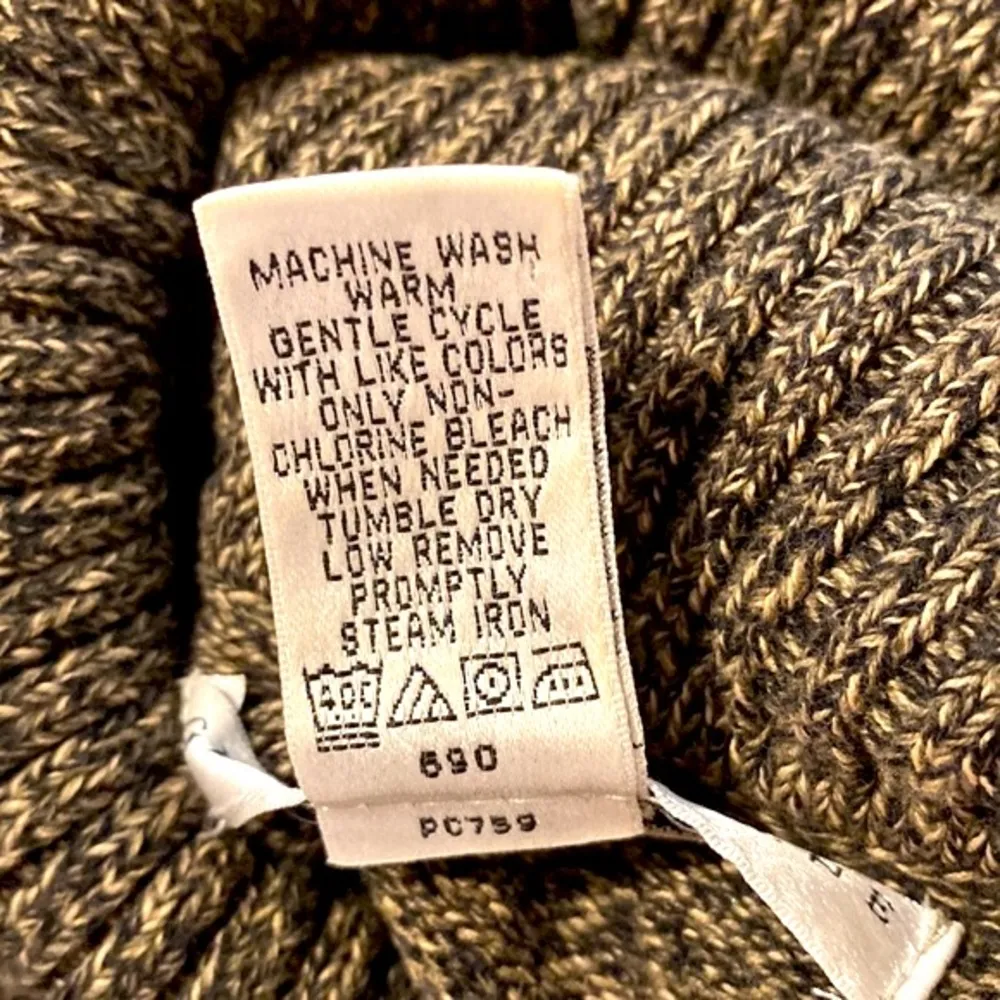 MACHINE WASH
WARM
GENTLE CYCLE
WITH LIKE COLORS
ONLY NON-
CHLORINE BLEACH
WHEN NEEDED
TUMBLE DRY
LOW REMOVE
PROMPTLY
STEAM IRON
40C
690
PC759